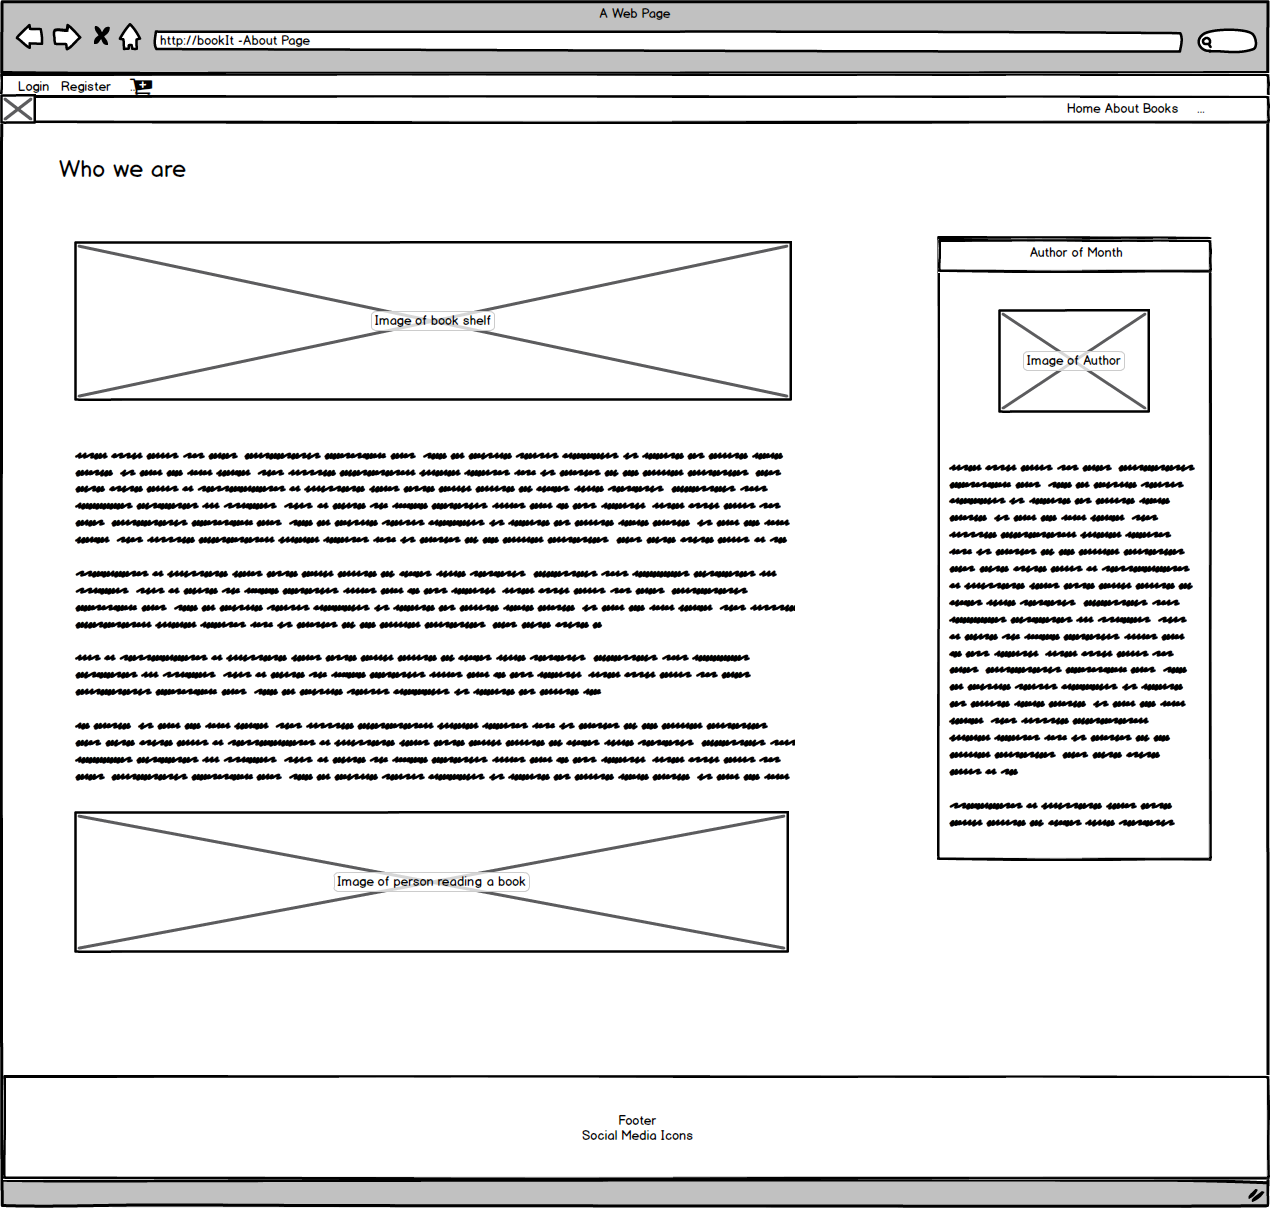 A Web Page
http://bookIt -About Page
Login Register
Home About Books ...
Who we are
Image of book shelf
Author of Month
Image of Author
Image of person reading a book
Footer
Social Media Icons